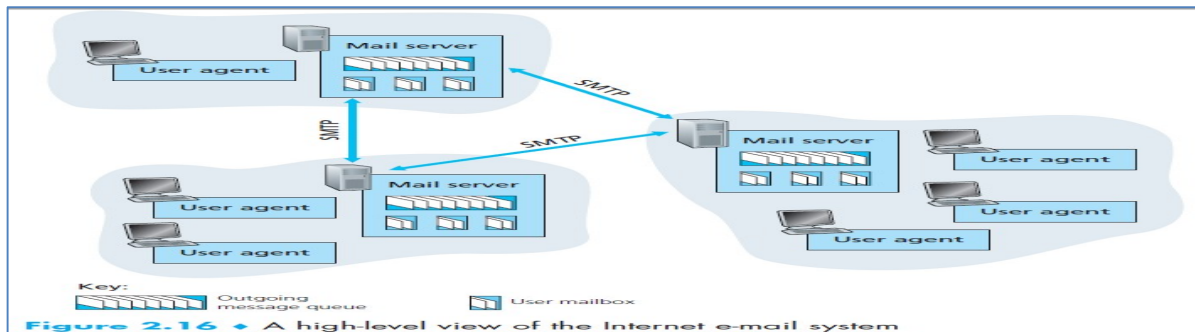 Mail server
User agent
SMTP
SMTP
SMTP
Mail server
User agent
User agent
Mail server
User agent
User agent
User agent
Key:
Outgoing
message queue
User mailbox
Figure 2.16 ◆ A high-level view of the Internet e-mail system